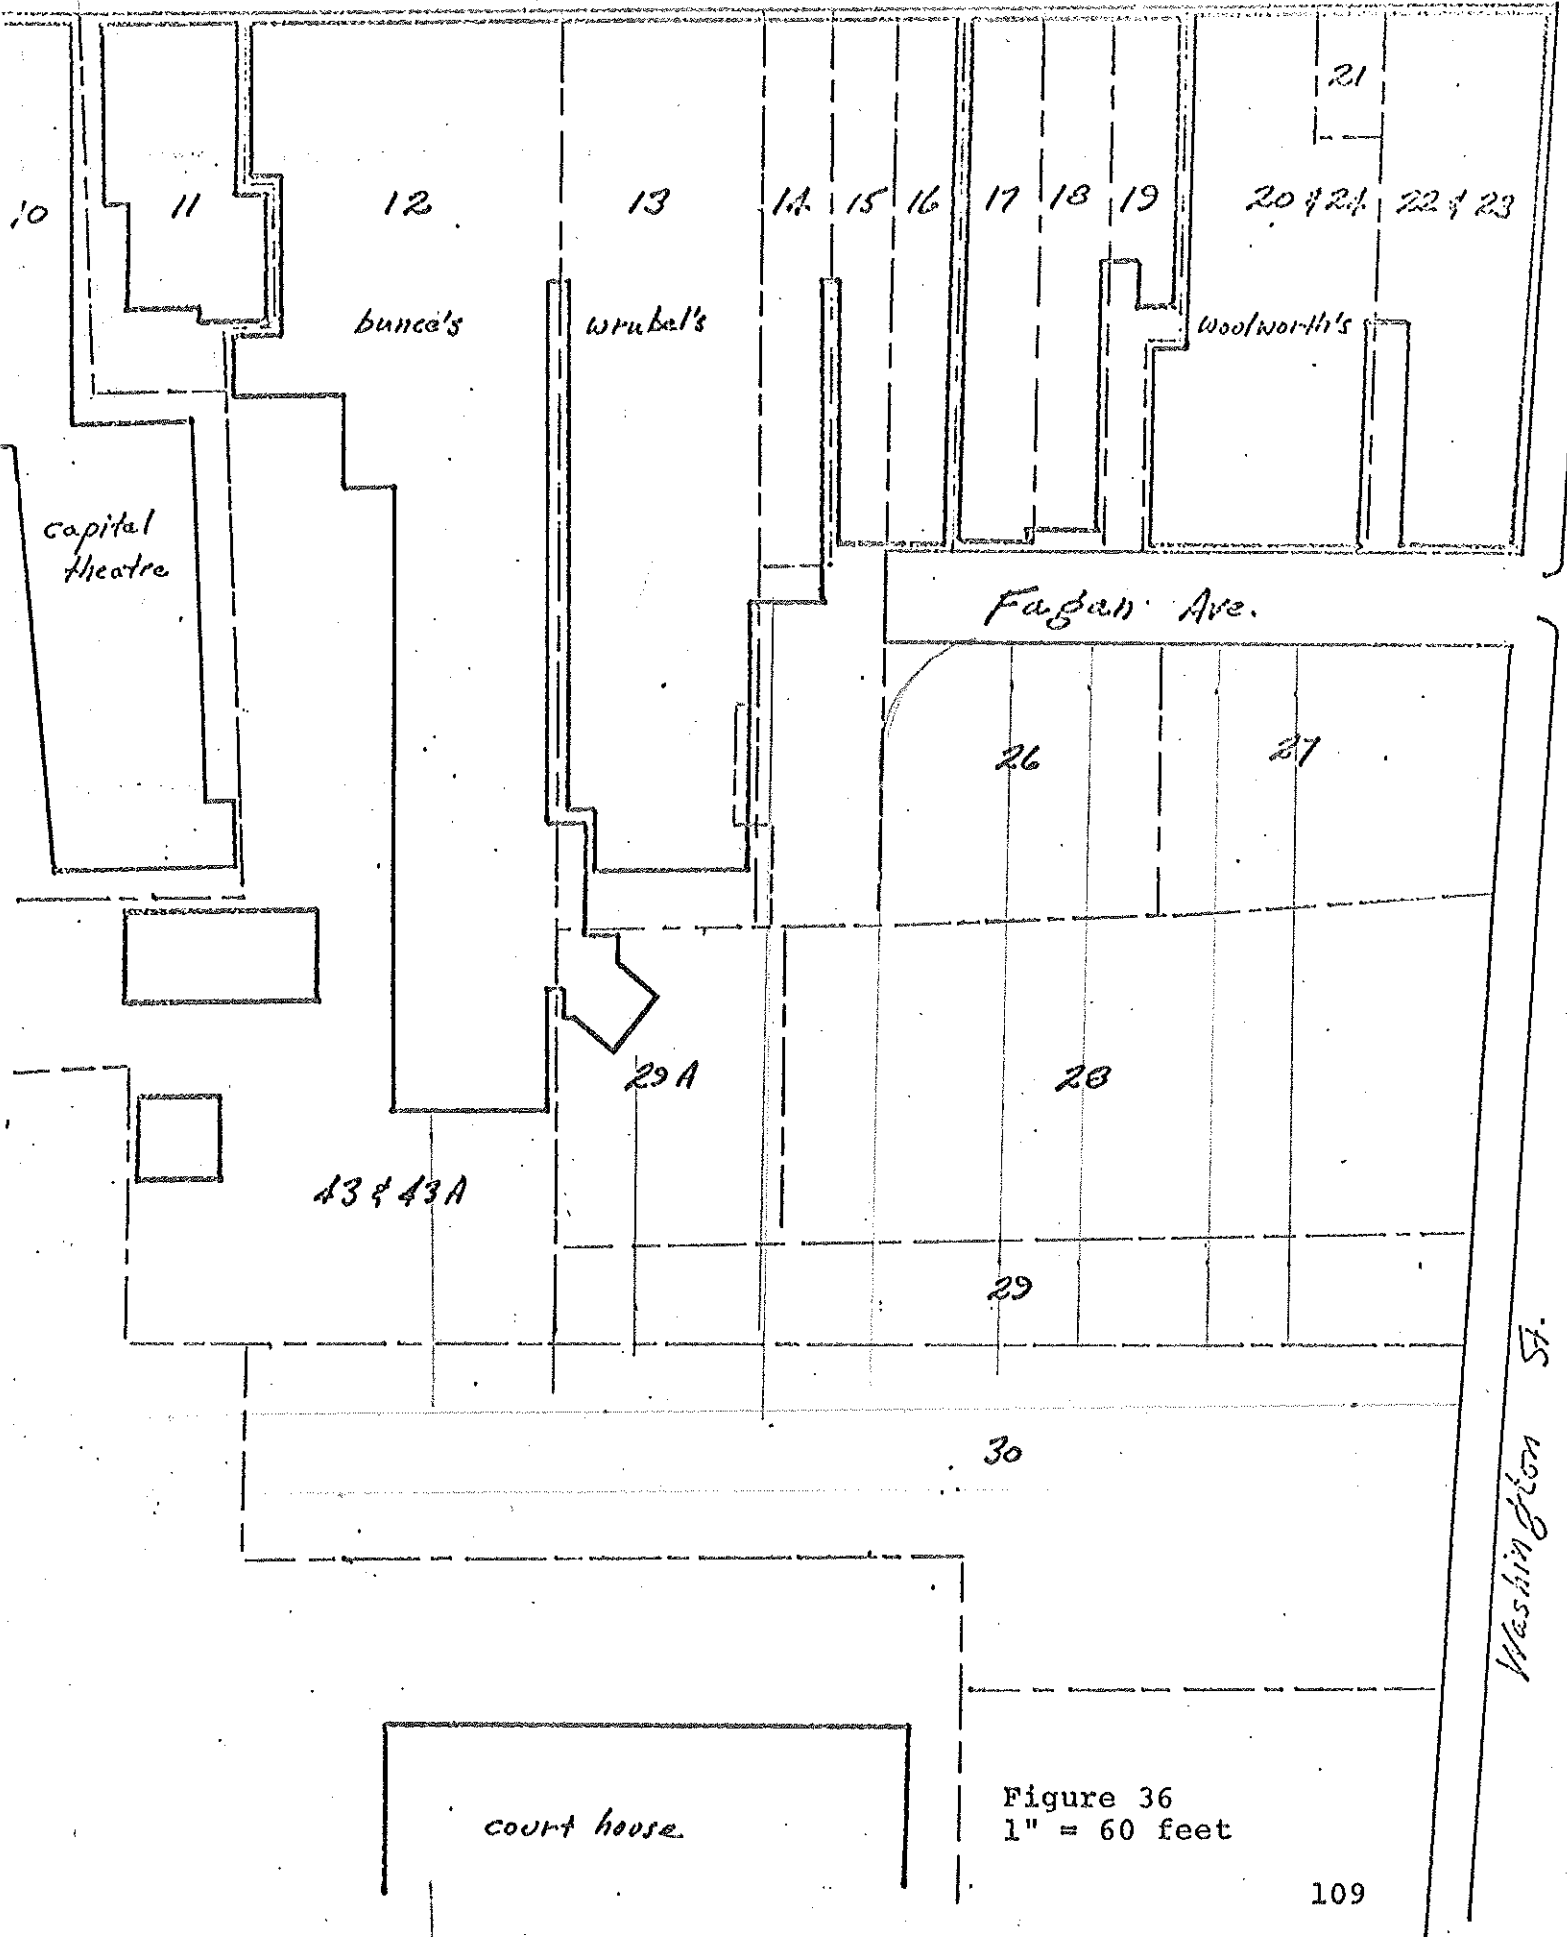 21
10 11 12 13 14 15 16 17 18 19 20 & 24 22 & 23
bunce's wrubel's woolworth's
capital
theatre
Fagan Ave.
26 27
29A 28
43 & 43A
29
30
Washington St.
court house
Figure 36
1" = 60 feet
109